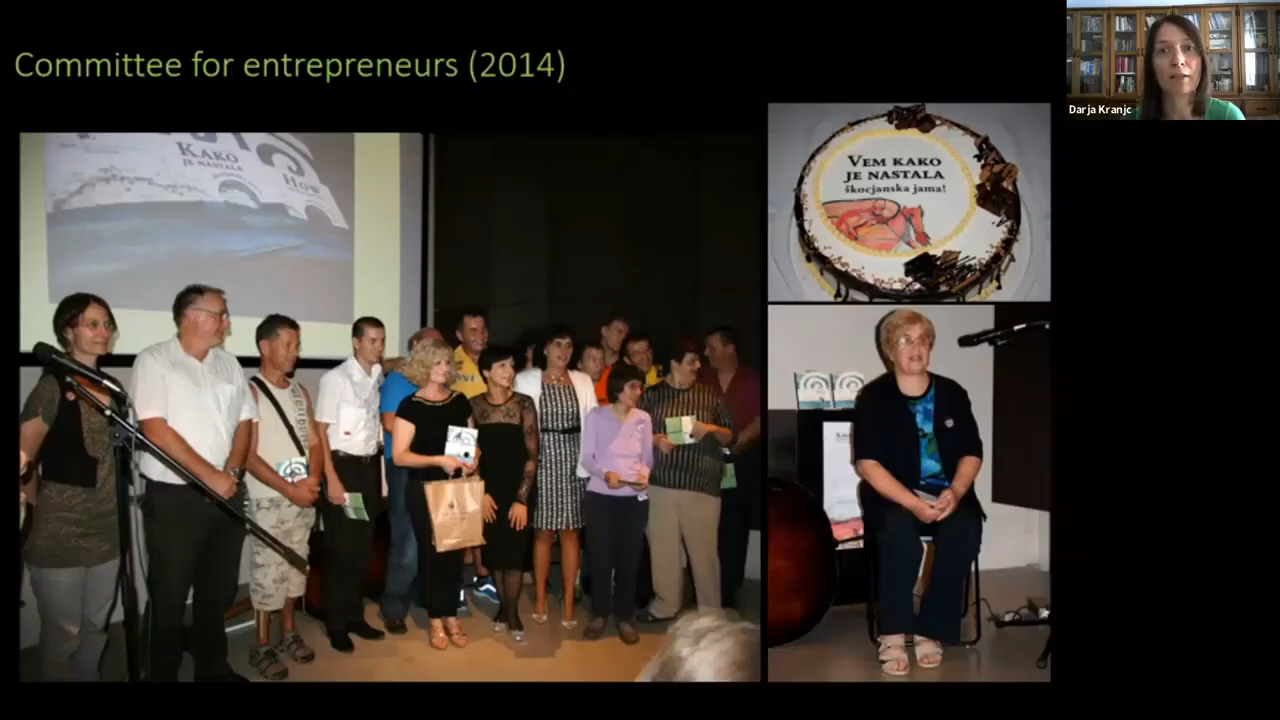 Committee for entrepreneurs (2014)
Darja Kranjc
KAKO
JE NASTALA
How
VEM KAKO
JE NASTALA
škocjanska jama!